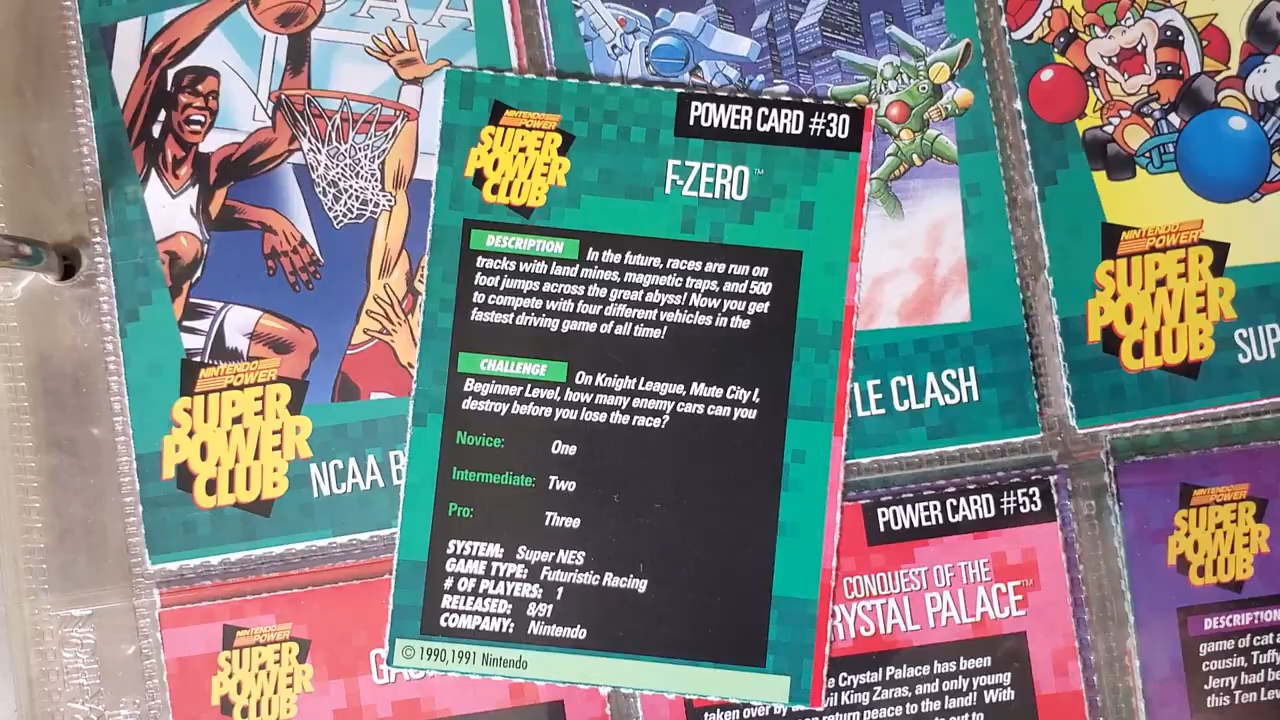 AA
NINTENDO
POWER
SUPER
POWER
CLUB
NCAA B
NINTENDO
POWER
SUPER
POWER
CLUB
POWER CARD #30
F-ZERO™
DESCRIPTION In the future, races are run on
tracks with land mines, magnetic traps, and 500
foot jumps across the great abyss! Now you get
to compete with four different vehicles in the
fastest driving game of all time!
CHALLENGE On Knight League, Mute City I,
Beginner Level, how many enemy cars can you
destroy before you lose the race?
Novice: One
Intermediate: Two
Pro: Three
SYSTEM: Super NES
GAME TYPE: Futuristic Racing
# OF PLAYERS: 1
RELEASED: 8/91
COMPANY: Nintendo
© 1990,1991 Nintendo
TLE CLASH
NINTENDO
POWER
SUPER
POWER
CLUB
SUP
NINTENDO
POWER
SUPER
POWER
CLUB
POWER CARD #53
CONQUEST OF THE
RYSTAL PALACE™
e Crystal Palace has been
taken over by vil King Zaras, and only young
return peace to the land! With
NINTENDO
POWER
SUPER
POWER
CLUB
DESCRIPTION
game of cat
cousin, Tuffy
Jerry had be
this Ten Lev